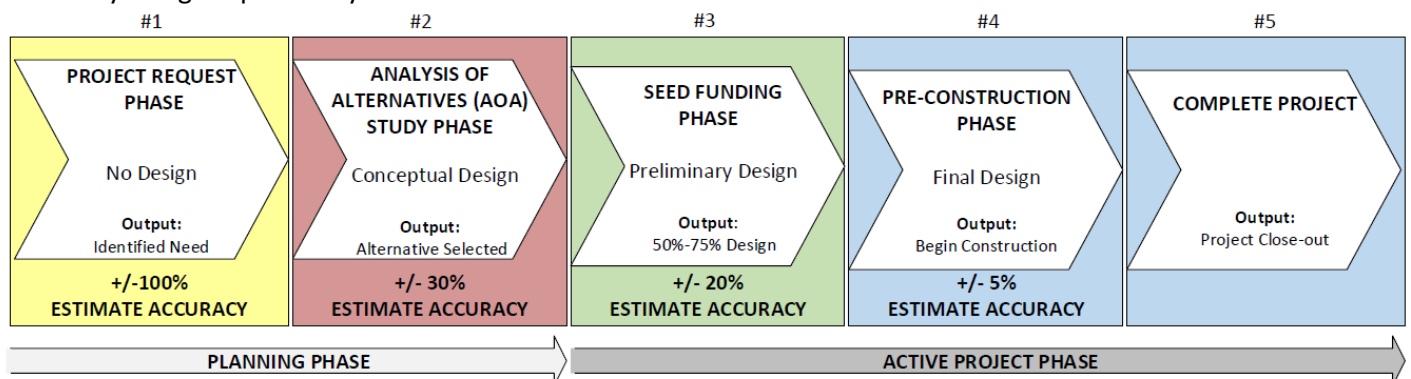 #1
#2
#3
#4
#5
PROJECT REQUEST
PHASE
No Design
Output:
Identified Need
+/-100%
ESTIMATE ACCURACY
ANALYSIS OF
ALTERNATIVES (AOA)
STUDY PHASE
Conceptual Design
Output:
Alternative Selected
+/- 30%
ESTIMATE ACCURACY
SEED FUNDING
PHASE
Preliminary Design
Output:
50%-75% Design
+/- 20%
ESTIMATE ACCURACY
PRE-CONSTRUCTION
PHASE
Final Design
Output:
Begin Construction
+/- 5%
ESTIMATE ACCURACY
COMPLETE PROJECT
Output:
Project Close-out
PLANNING PHASE
ACTIVE PROJECT PHASE